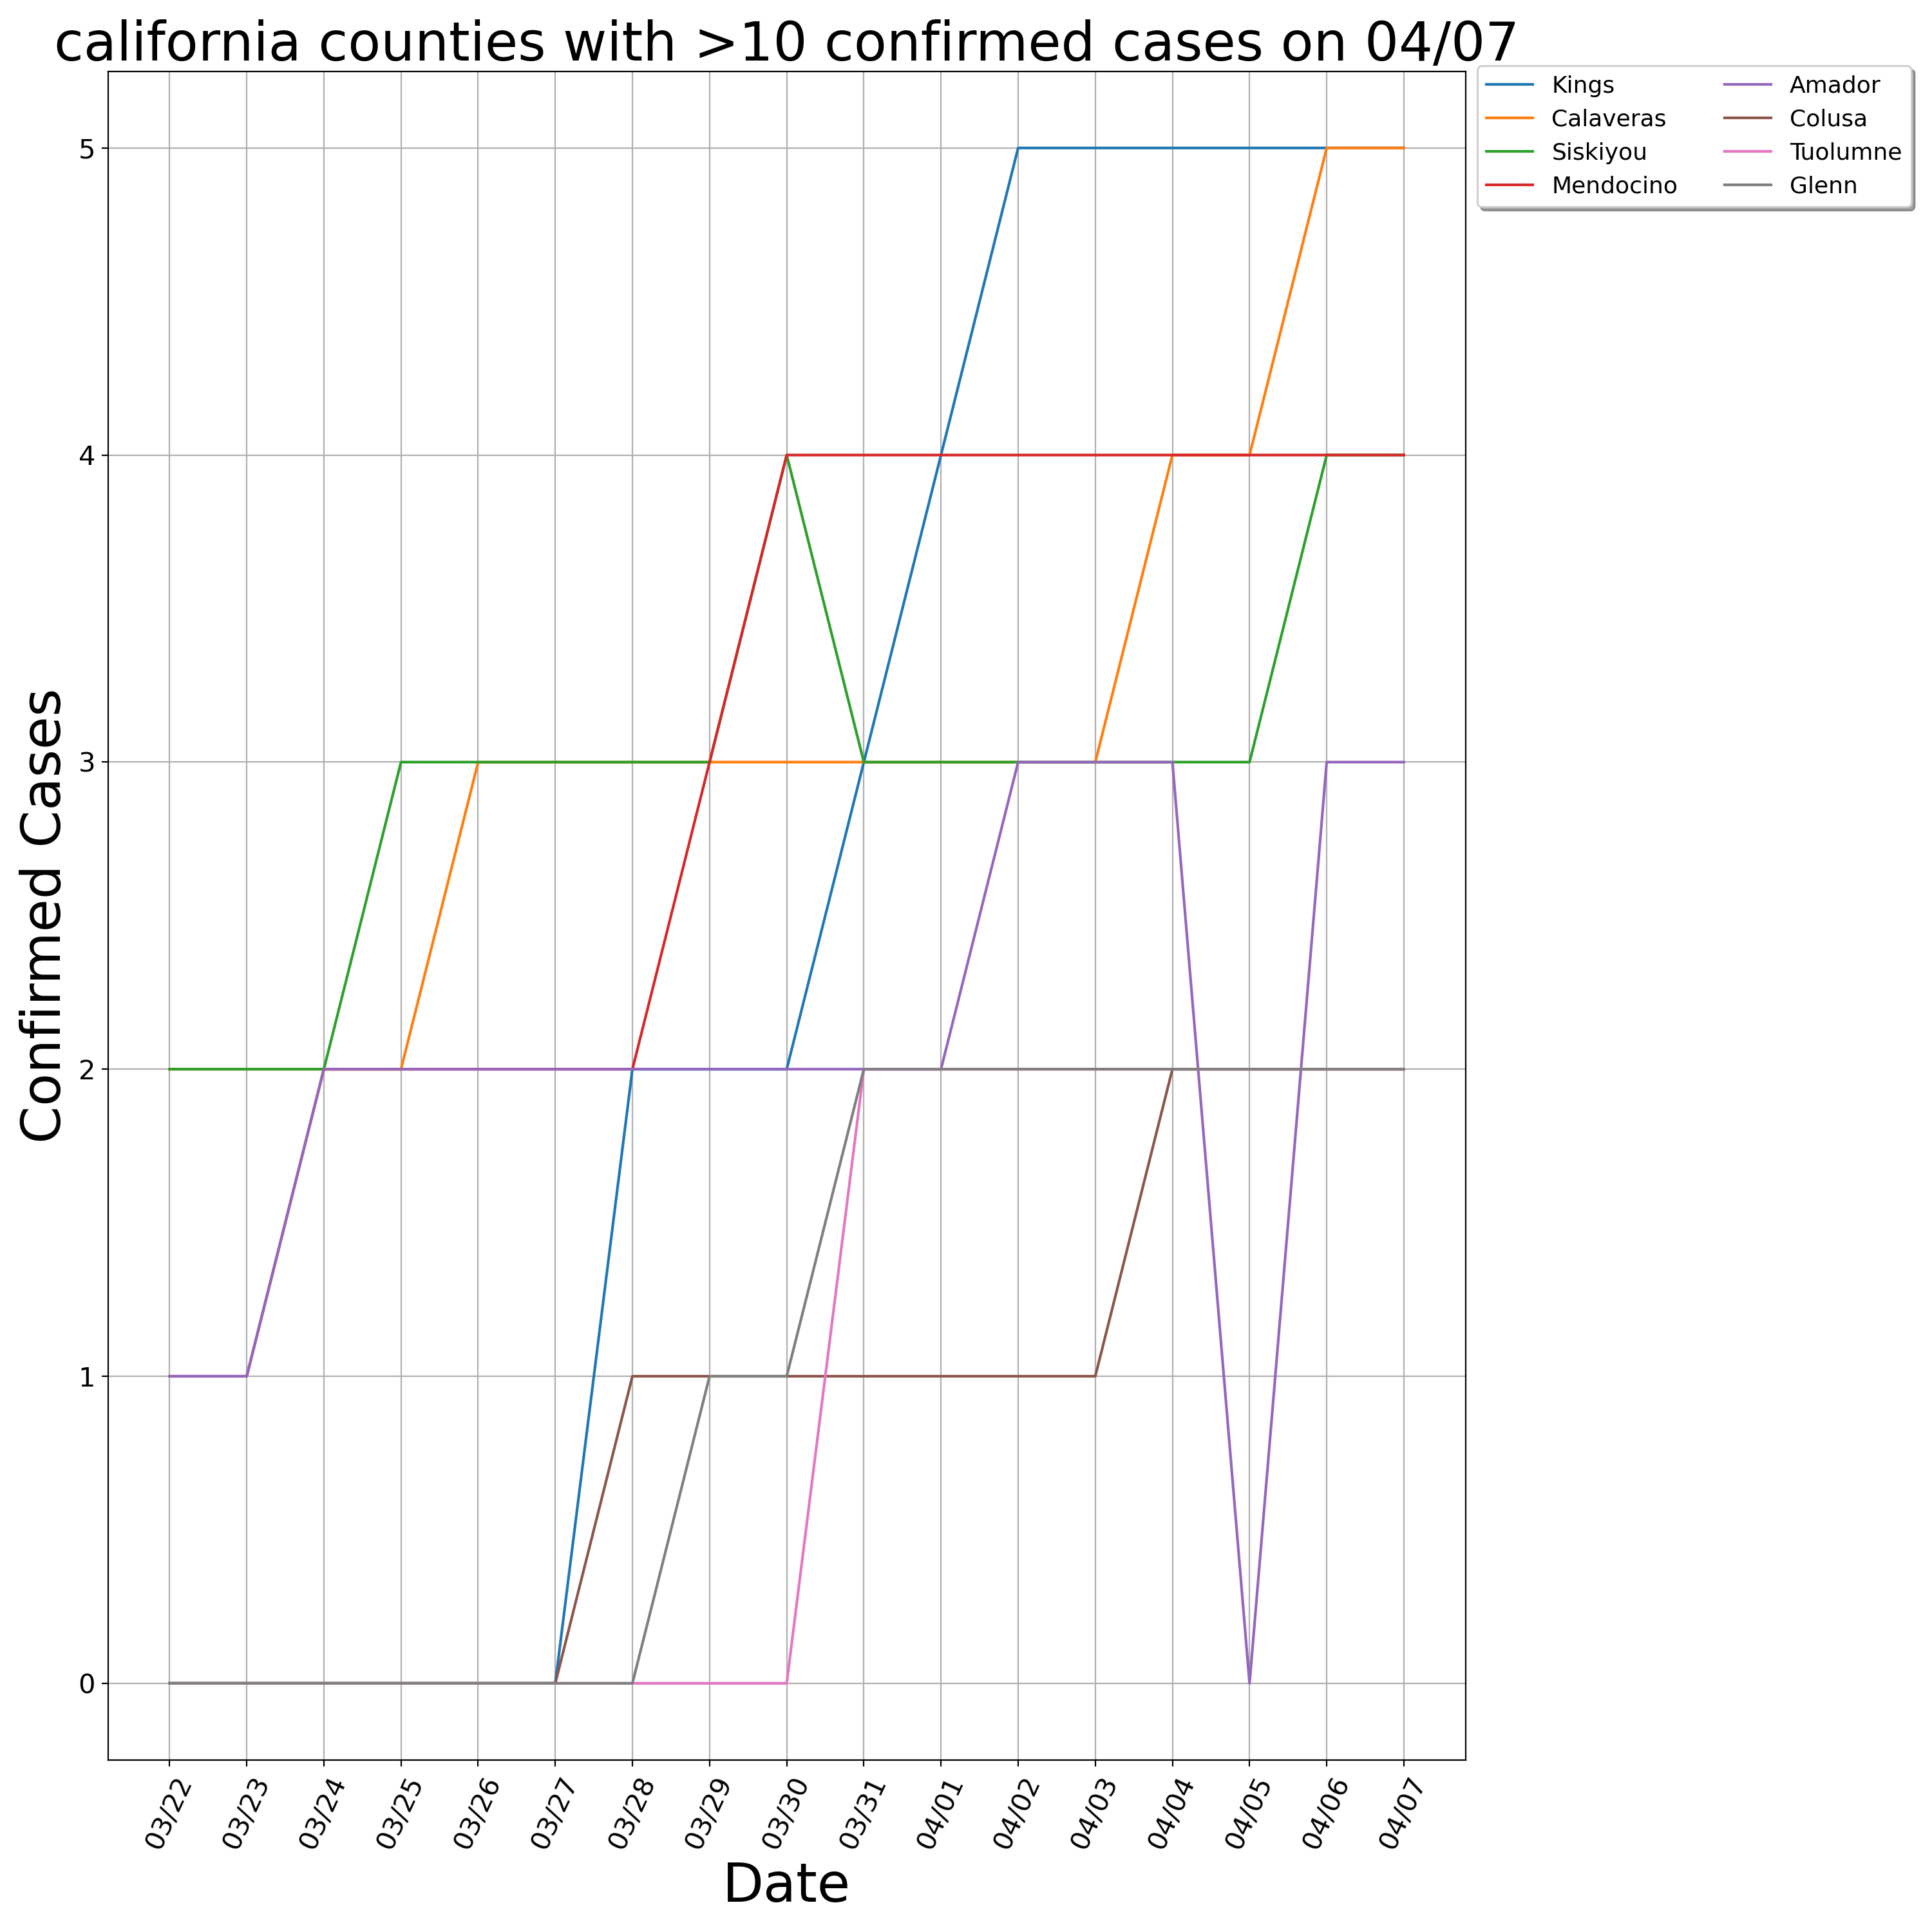 california counties with >10 confirmed cases on 04/07
Kings
Calaveras
Siskiyou
Mendocino
Amador
Colusa
Tuolumne
Glenn
Confirmed Cases
5
4
3
2
1
0
03/22
03/23
03/24
03/25
03/26
03/27
03/28
03/29
03/30
03/31
04/01
04/02
04/03
04/04
04/05
04/06
04/07
Date